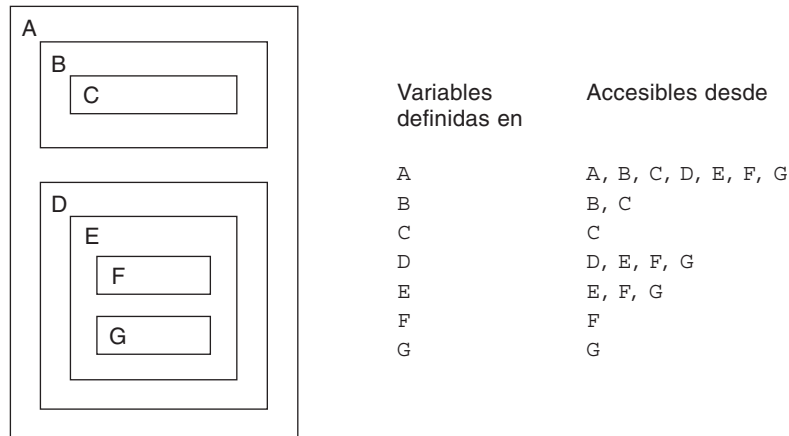 A
B
C
D
E
F
G
Variables definidas en
Accesibles desde
A    A, B, C, D, E, F, G
B    B, C
C    C
D    D, E, F, G
E    E, F, G
F    F
G    G